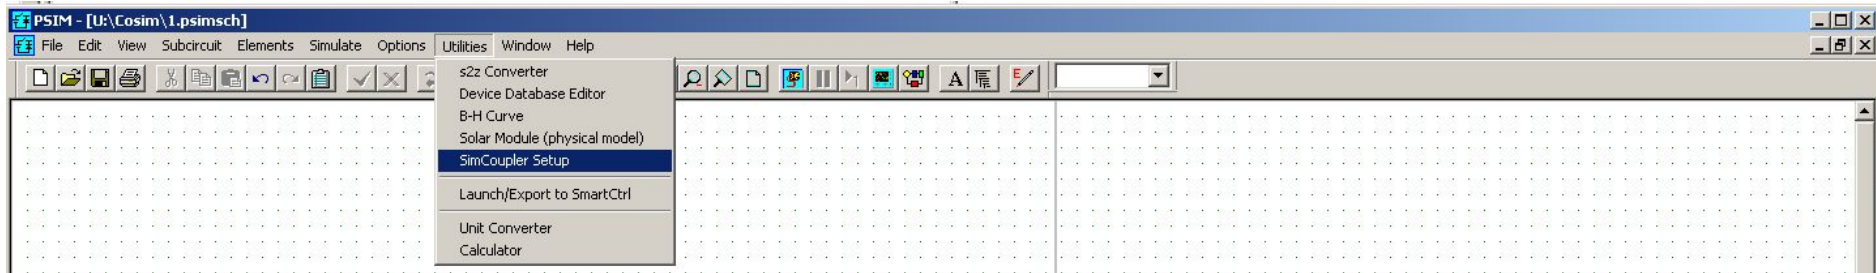 PSIM - [U:\Cosim\1.psimsch]
File Edit View Subcircuit Elements Simulate Options Utilities Window Help
s2z Converter
Device Database Editor
B-H Curve
Solar Module (physical model)
SimCoupler Setup
Launch/Export to SmartCtrl
Unit Converter
Calculator